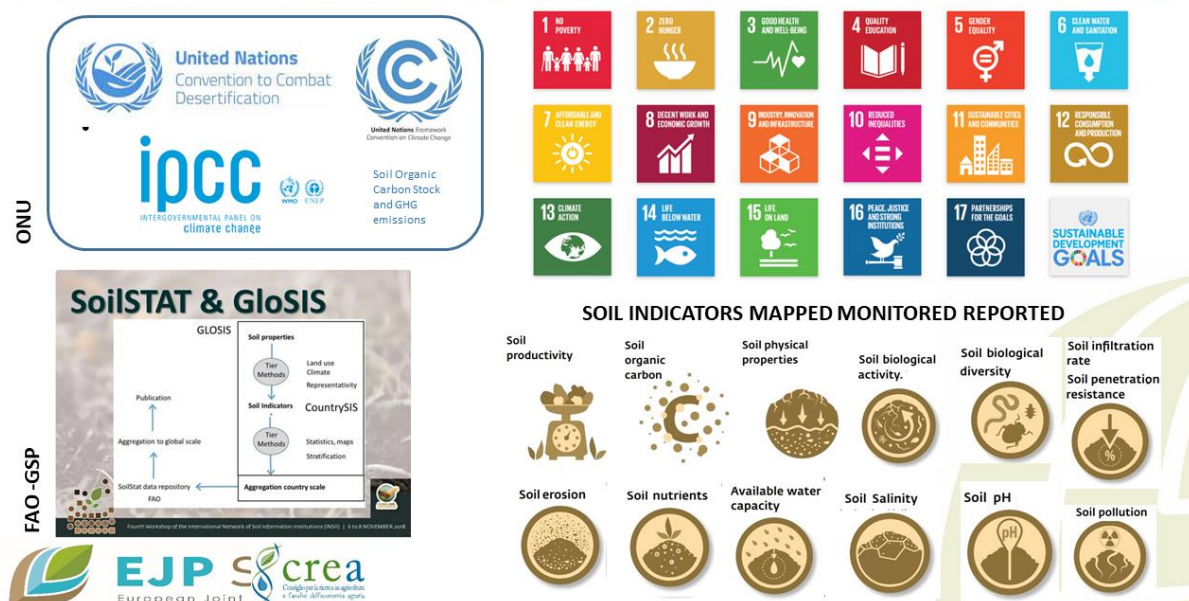 United Nations
Convention to Combat
Desertification
United Nations Framework
Convention on Climate Change
ipcc
WMO UNEP
INTERGOVERNMENTAL PANEL ON
climate change
Soil Organic
Carbon Stock
and GHG
emissions
ONU
1 NO
POVERTY
2 ZERO
HUNGER
3 GOOD HEALTH
AND WELL-BEING
4 QUALITY
EDUCATION
5 GENDER
EQUALITY
6 CLEAN WATER
AND SANITATION
7 AFFORDABLE AND
CLEAN ENERGY
8 DECENT WORK AND
ECONOMIC GROWTH
9 INDUSTRY, INNOVATION
AND INFRASTRUCTURE
10 REDUCED
INEQUALITIES
11 SUSTAINABLE CITIES
AND COMMUNITIES
12 RESPONSIBLE
CONSUMPTION
AND PRODUCTION
13 CLIMATE
ACTION
14 LIFE
BELOW WATER
15 LIFE
ON LAND
16 PEACE, JUSTICE
AND STRONG
INSTITUTIONS
17 PARTNERSHIPS
FOR THE GOALS
SUSTAINABLE
DEVELOPMENT
GOALS
FAO -GSP
SoilSTAT & GloSIS
GLOSIS
Soil properties
Tier
Methods
Land use
Climate
Representativity
Publication
Soil Indicators
CountrySIS
Aggregation to global scale
Tier
Methods
Statistics, maps
Stratification
SoilStat data repository
FAO
Aggregation country scale
Fourth Workshop of the International Network of Soil Information Institutions (INSII) | 6 to 8 NOVEMBER 2018
SOIL INDICATORS MAPPED MONITORED REPORTED
Soil
productivity
Soil
organic
carbon
C
Soil physical
properties
Soil biological
activity.
Soil biological
diversity
Soil infiltration
rate
Soil penetration
resistance
%
Soil erosion
Soil nutrients
Available water
capacity
Soil Salinity
Soil pH
pH
Soil pollution
EJP S
European Joint
crea
Consiglio per la ricerca in agricoltura
e l'analisi dell'economia agraria